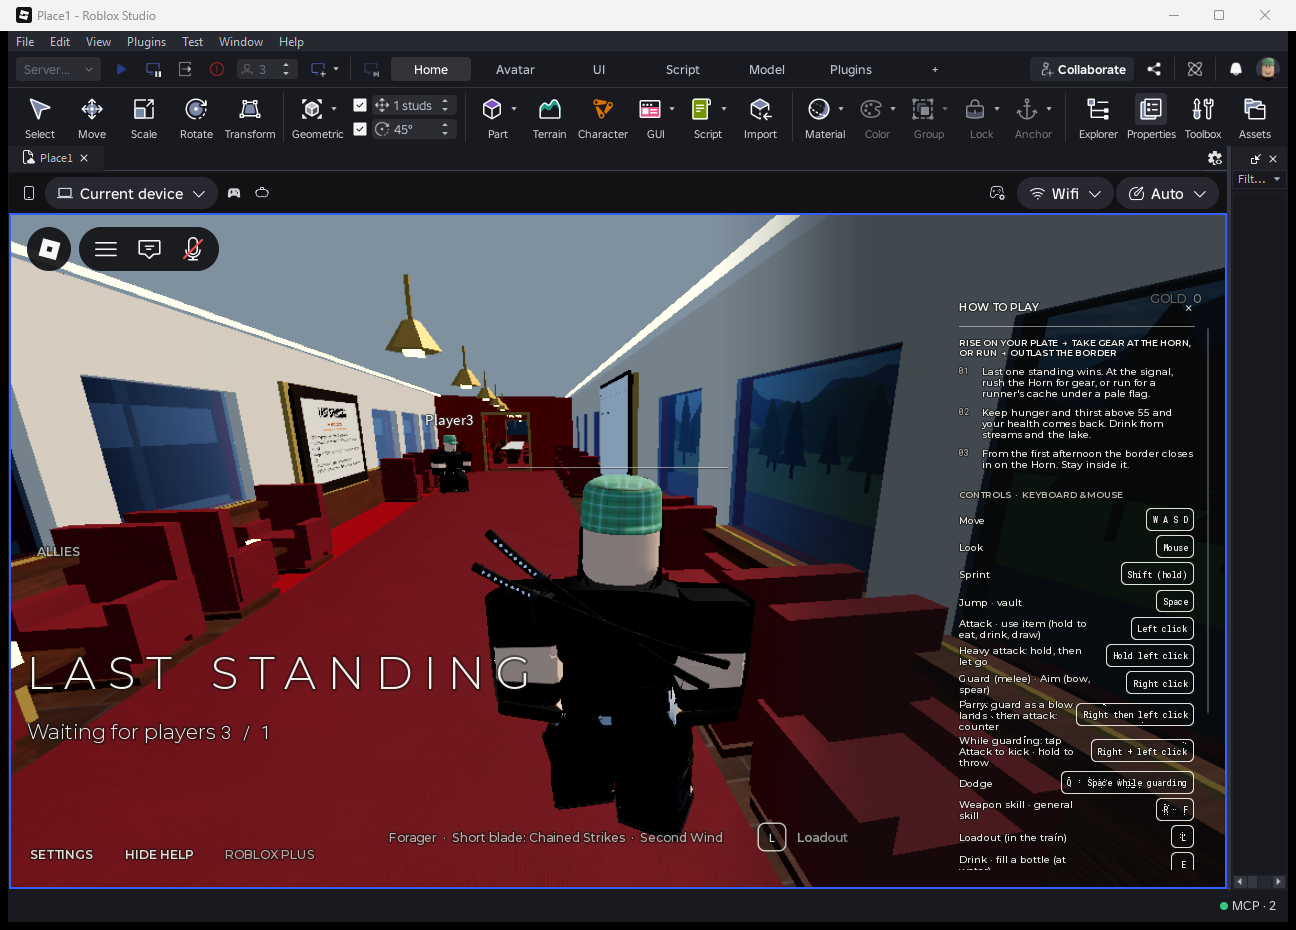 Place1 - Roblox Studio
File Edit View Plugins Test Window Help
Server... 3 Home Avatar UI Script Model Plugins + Collaborate
1 studs
45°
Select Move Scale Rotate Transform Geometric Part Terrain Character GUI Script Import Material Color Group Lock Anchor Explorer Properties Toolbox Assets
Place1
Filt...
Current device Wifi Auto
GOLD 0
HOW TO PLAY
RISE ON YOUR PLATE → TAKE GEAR AT THE HORN,
OR RUN → OUTLAST THE BORDER
01 Last one standing wins. At the signal,
rush the Horn for gear, or run for a
runner's cache under a pale flag.
02 Keep hunger and thirst above 55 and
your health comes back. Drink from
streams and the lake.
03 From the first afternoon the border closes
in on the Horn. Stay inside it.
CONTROLS · KEYBOARD & MOUSE
Move W A S D
Look Mouse
Sprint Shift (hold)
Jump · vault Space
Attack · use item (hold to
eat, drink, draw) Left click
Heavy attack: hold, then
let go Hold left click
Guard (melee) · Aim (bow,
spear) Right click
Parry: guard as a blow
lands · then attack:
counter Right then left click
While guarding: tap
Attack to kick · hold to
throw Right + left click
Dodge Q · Space while guarding
Weapon skill · general
skill R · F
Loadout (in the train) L
Drink · fill a bottle (at
water) E
Player3
ALLIES
LAST STANDING
Waiting for players 3 / 1
Forager · Short blade: Chained Strikes · Second Wind L Loadout
SETTINGS HIDE HELP ROBLOX PLUS
MCP · 2